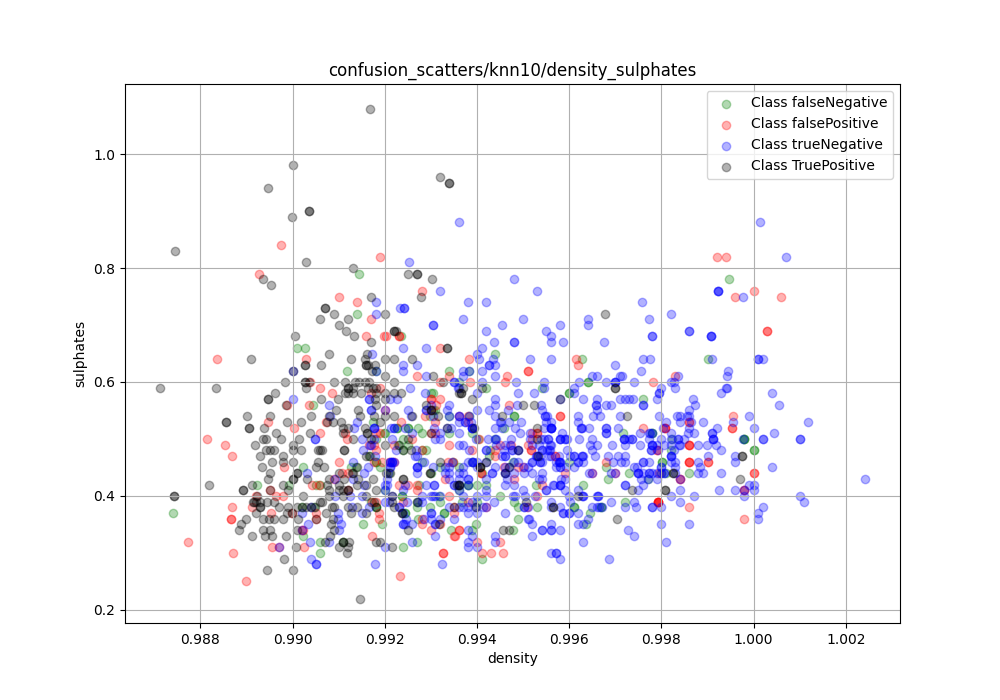 confusion_scatters/knn10/density_sulphates
Class falseNegative
Class falsePositive
Class trueNegative
Class TruePositive
1.0
0.8
0.6
0.4
0.2
sulphates
0.988 0.990 0.992 0.994 0.996 0.998 1.000 1.002
density